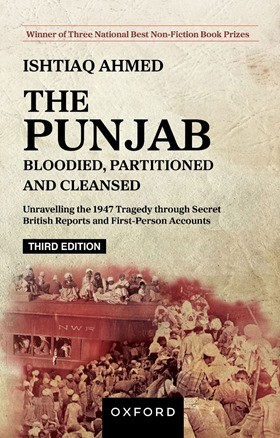 Winner of Three National Best Non-Fiction Book Prizes
ISHTIAQ AHMED
THE
PUNJAB
BLOODIED, PARTITIONED
AND CLEANSED
Unravelling the 1947 Tragedy through Secret
British Reports and First-Person Accounts
THIRD EDITION
NWR
OXFORD